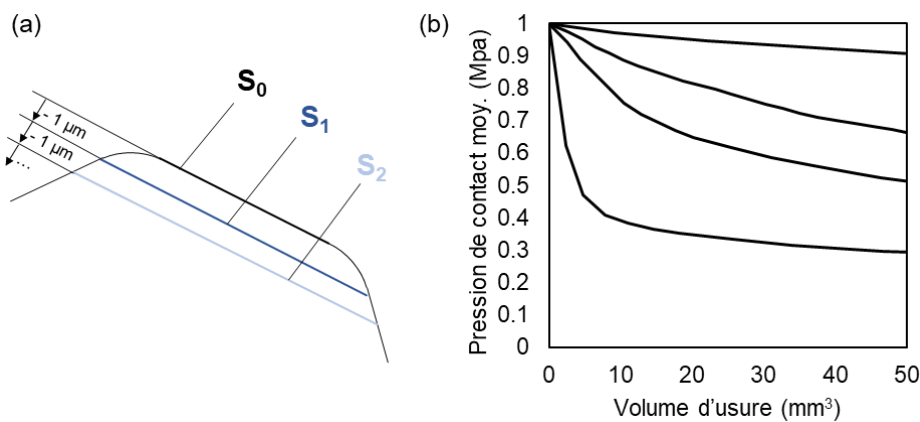 (a)
S0
S1
S2
- 1 µm
- 1 µm
....
(b)
Pression de contact moy. (Mpa)
1
0.9
0.8
0.7
0.6
0.5
0.4
0.3
0.2
0.1
0
0 10 20 30 40 50
Volume d'usure (mm³)